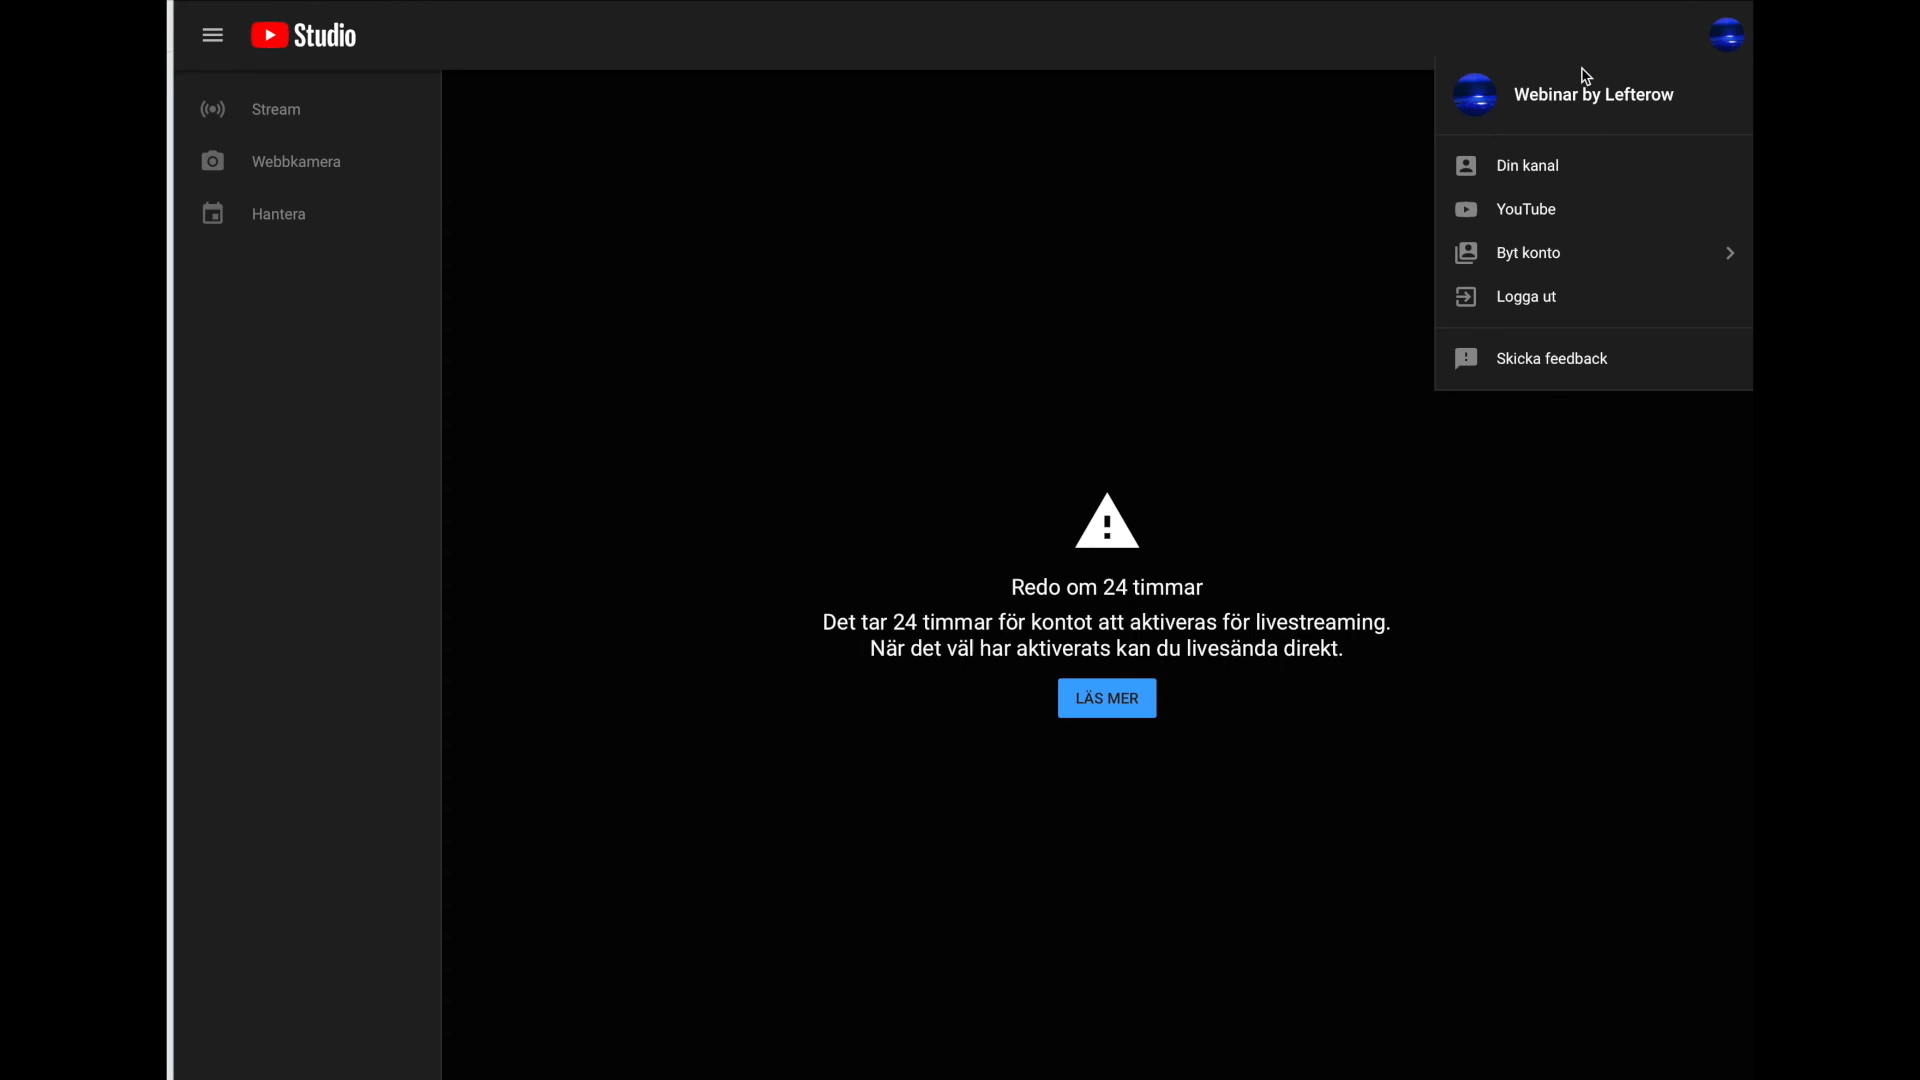 Studio
Stream
Webbkamera
Hantera
Webinar by Lefterow
Din kanal
YouTube
Byt konto
Logga ut
Skicka feedback
Redo om 24 timmar
Det tar 24 timmar för kontot att aktiveras för livestreaming.
När det väl har aktiverats kan du livesända direkt.
LÄS MER